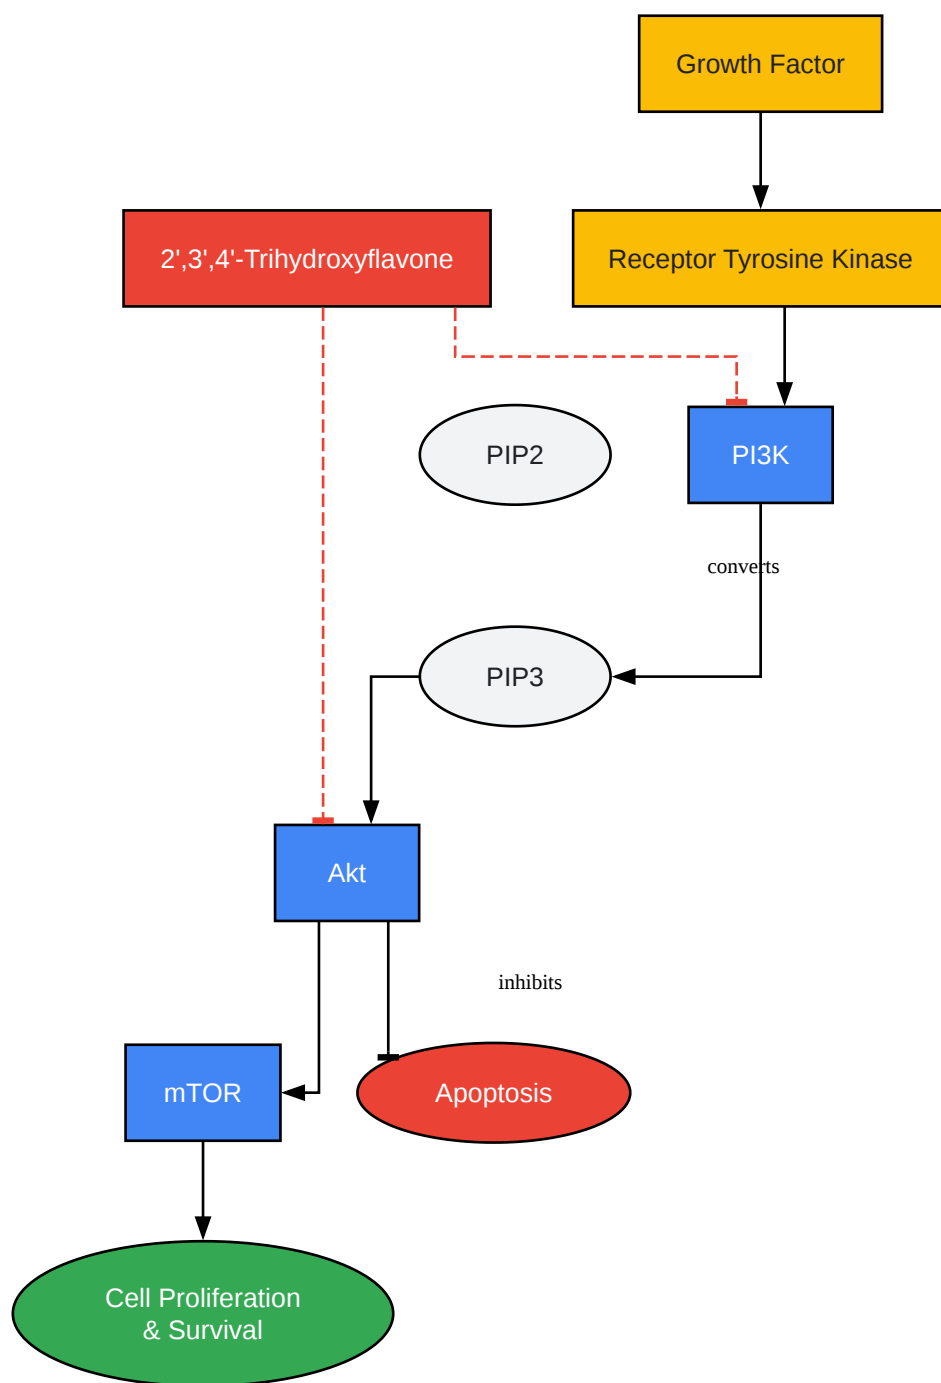 Growth Factor
2',3',4'-Trihydroxyflavone
Receptor Tyrosine Kinase
PIP2
PI3K
converts
PIP3
Akt
inhibits
mTOR
Apoptosis
Cell Proliferation
& Survival